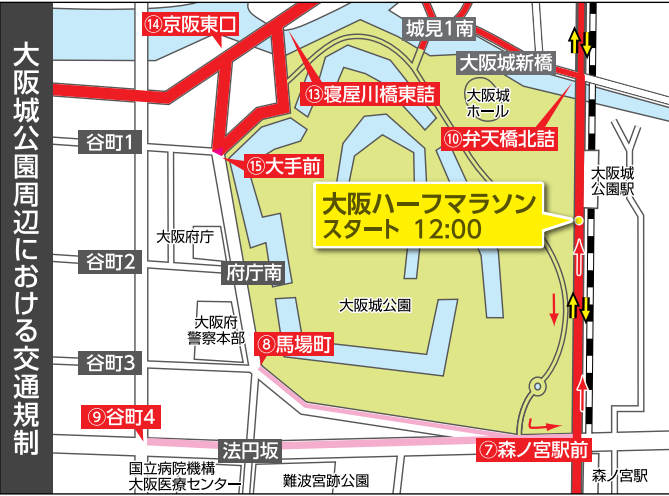 大阪城公園周辺における交通規制
⑭京阪東口
城見1南
大阪城新橋
⑬寝屋川橋東詰
大阪城
ホール
⑩弁天橋北詰
谷町1
⑮大手前
大阪城
公園駅
大阪ハーフマラソン
スタート 12:00
大阪府庁
谷町2
府庁南
大阪城公園
大阪府
警察本部
⑧馬場町
谷町3
⑨谷町4
法円坂
⑦森ノ宮駅前
国立病院機構
大阪医療センター
難波宮跡公園
森ノ宮駅